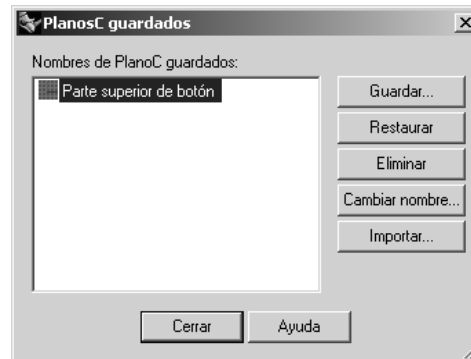 PlanosC guardados
Nombres de PlanoC guardados:
Parte superior de botón
Guardar...
Restaurar
Eliminar
Cambiar nombre...
Importar...
Cerrar
Ayuda